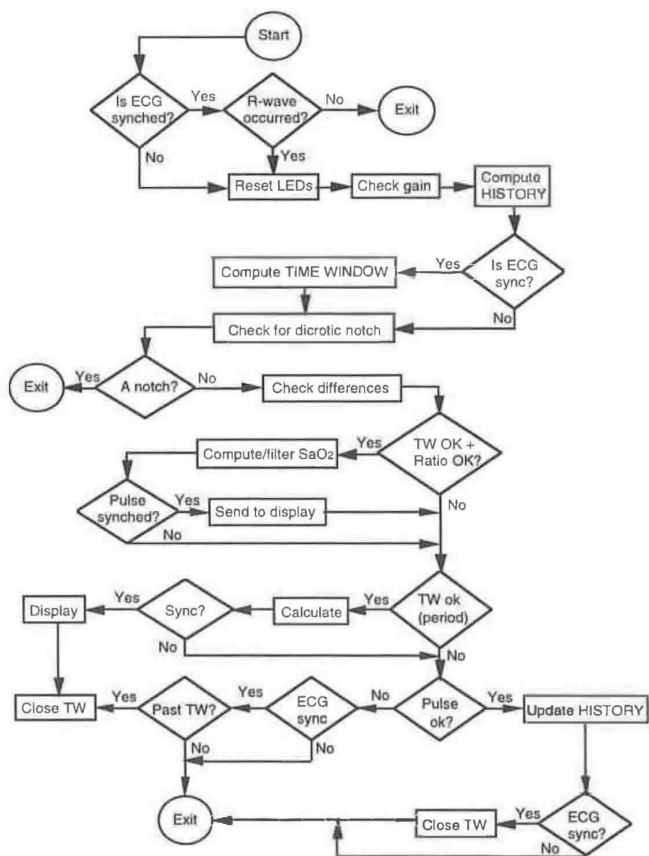 Start
Is ECG
synched?
Yes
R-wave
occurred?
No
Exit
No
Yes
Reset LEDs
Check gain
Compute
HISTORY
Compute TiME WINDOW
Yes
Is ECG
sync?
No
Check for dicrotic notch
Exit
Yes
A notch?
No
Check differences
Compute/filter SaO2
Yes
TW OK +
Ratio OK?
No
Pulse
synched?
Yes
Send to display
No
Display
Yes
Sync?
Calculate
Yes
TW ok
(period)
No
No
Close TW
Yes
Past TW?
Yes
ECG
sync
No
Pulse
ok?
Yes
Update HISTORY
No
No
Exit
Close TW
Yes
ECG
sync?
No